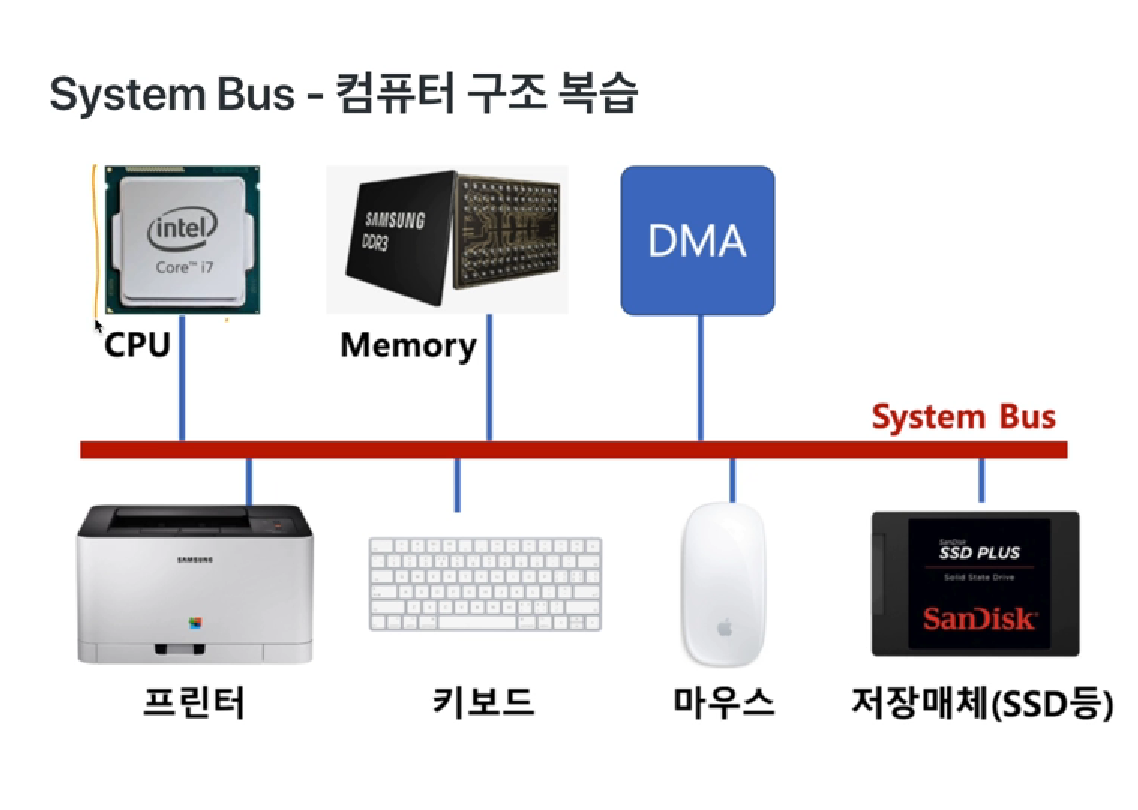 System Bus - 컴퓨터 구조 복습
intel
Core™ i7
SAMSUNG
DDR3
DMA
CPU
Memory
System Bus
SAMSUNG
SanDisk
SSD PLUS
Solid State Drive
SanDisk
프린터
키보드
마우스
저장매체(SSD등)